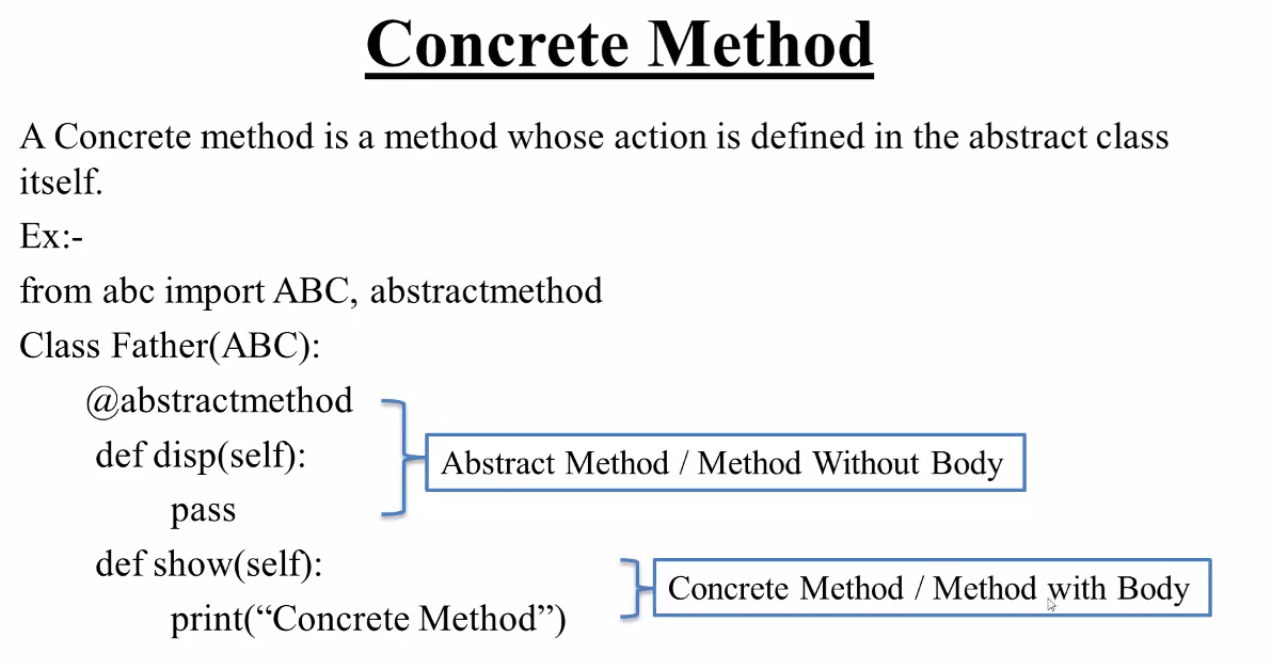 Concrete Method
A Concrete method is a method whose action is defined in the abstract class
itself.
Ex:-
from abc import ABC, abstractmethod
Class Father(ABC):
@abstractmethod
def disp(self):
Abstract Method / Method Without Body
pass
def show(self):
Concrete Method / Method with Body
print(“Concrete Method”)